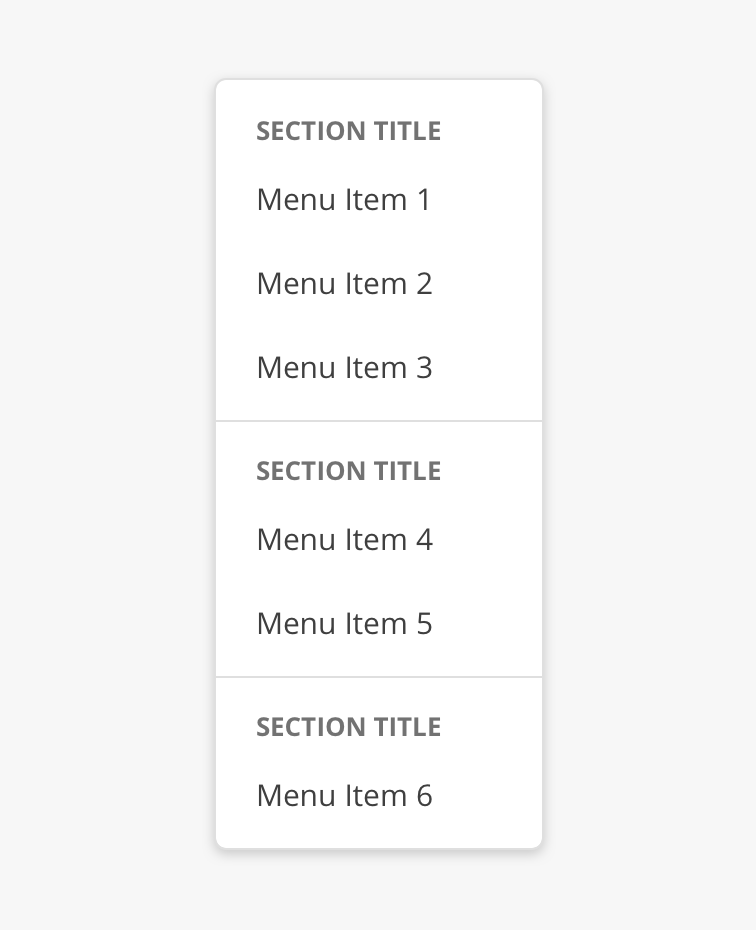 SECTION TITLE
Menu Item 1
Menu Item 2
Menu Item 3
SECTION TITLE
Menu Item 4
Menu Item 5
SECTION TITLE
Menu Item 6